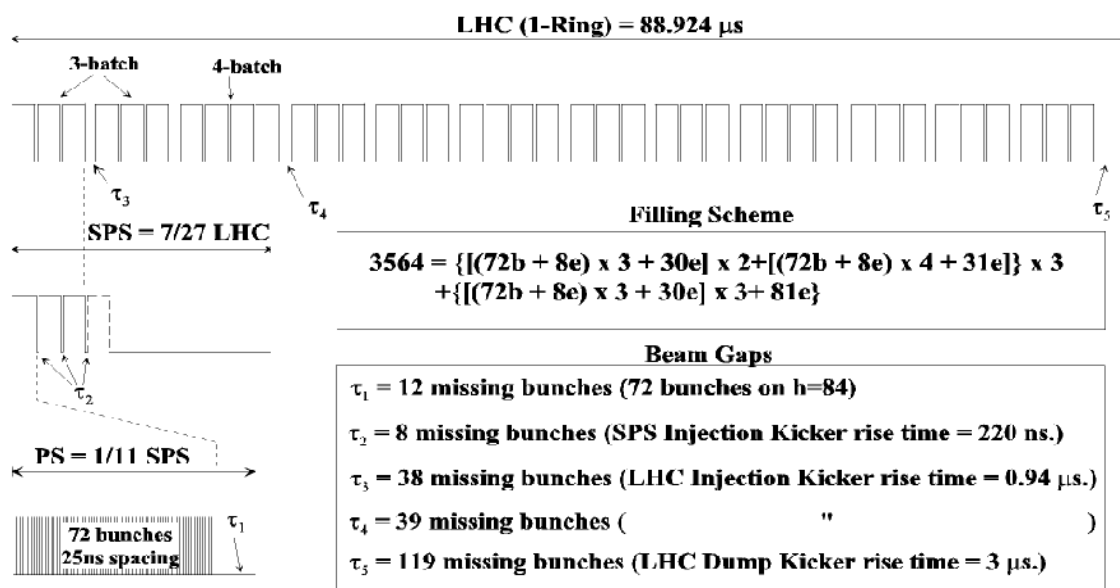 LHC (1-Ring) = 88.924 μs
3-batch
4-batch
τ₃
τ₄
τ₅
SPS = 7/27 LHC
Filling Scheme
3564 = {[(72b + 8e) x 3 + 30e] x 2+[(72b + 8e) x 4 + 31e]} x 3
+{[(72b + 8e) x 3 + 30e] x 3+ 81e}
τ₂
PS = 1/11 SPS
72 bunches
25ns spacing
τ₁
Beam Gaps
τ₁ = 12 missing bunches (72 bunches on h=84)
τ₂ = 8 missing bunches (SPS Injection Kicker rise time = 220 ns.)
τ₃ = 38 missing bunches (LHC Injection Kicker rise time = 0.94 μs.)
τ₄ = 39 missing bunches ( " )
τ₅ = 119 missing bunches (LHC Dump Kicker rise time = 3 μs.)